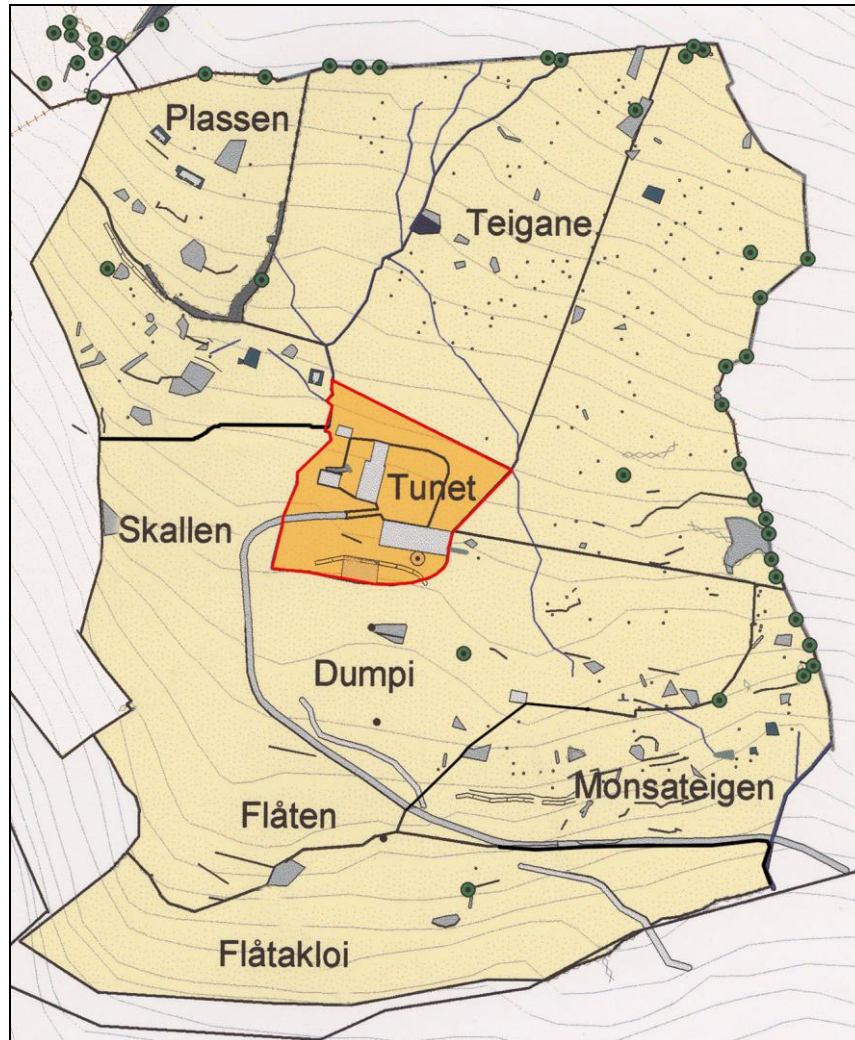 Plassen
Teigane
Tunet
Skallen
Dumpi
Monsateigen
Flåten
Flåtakloi